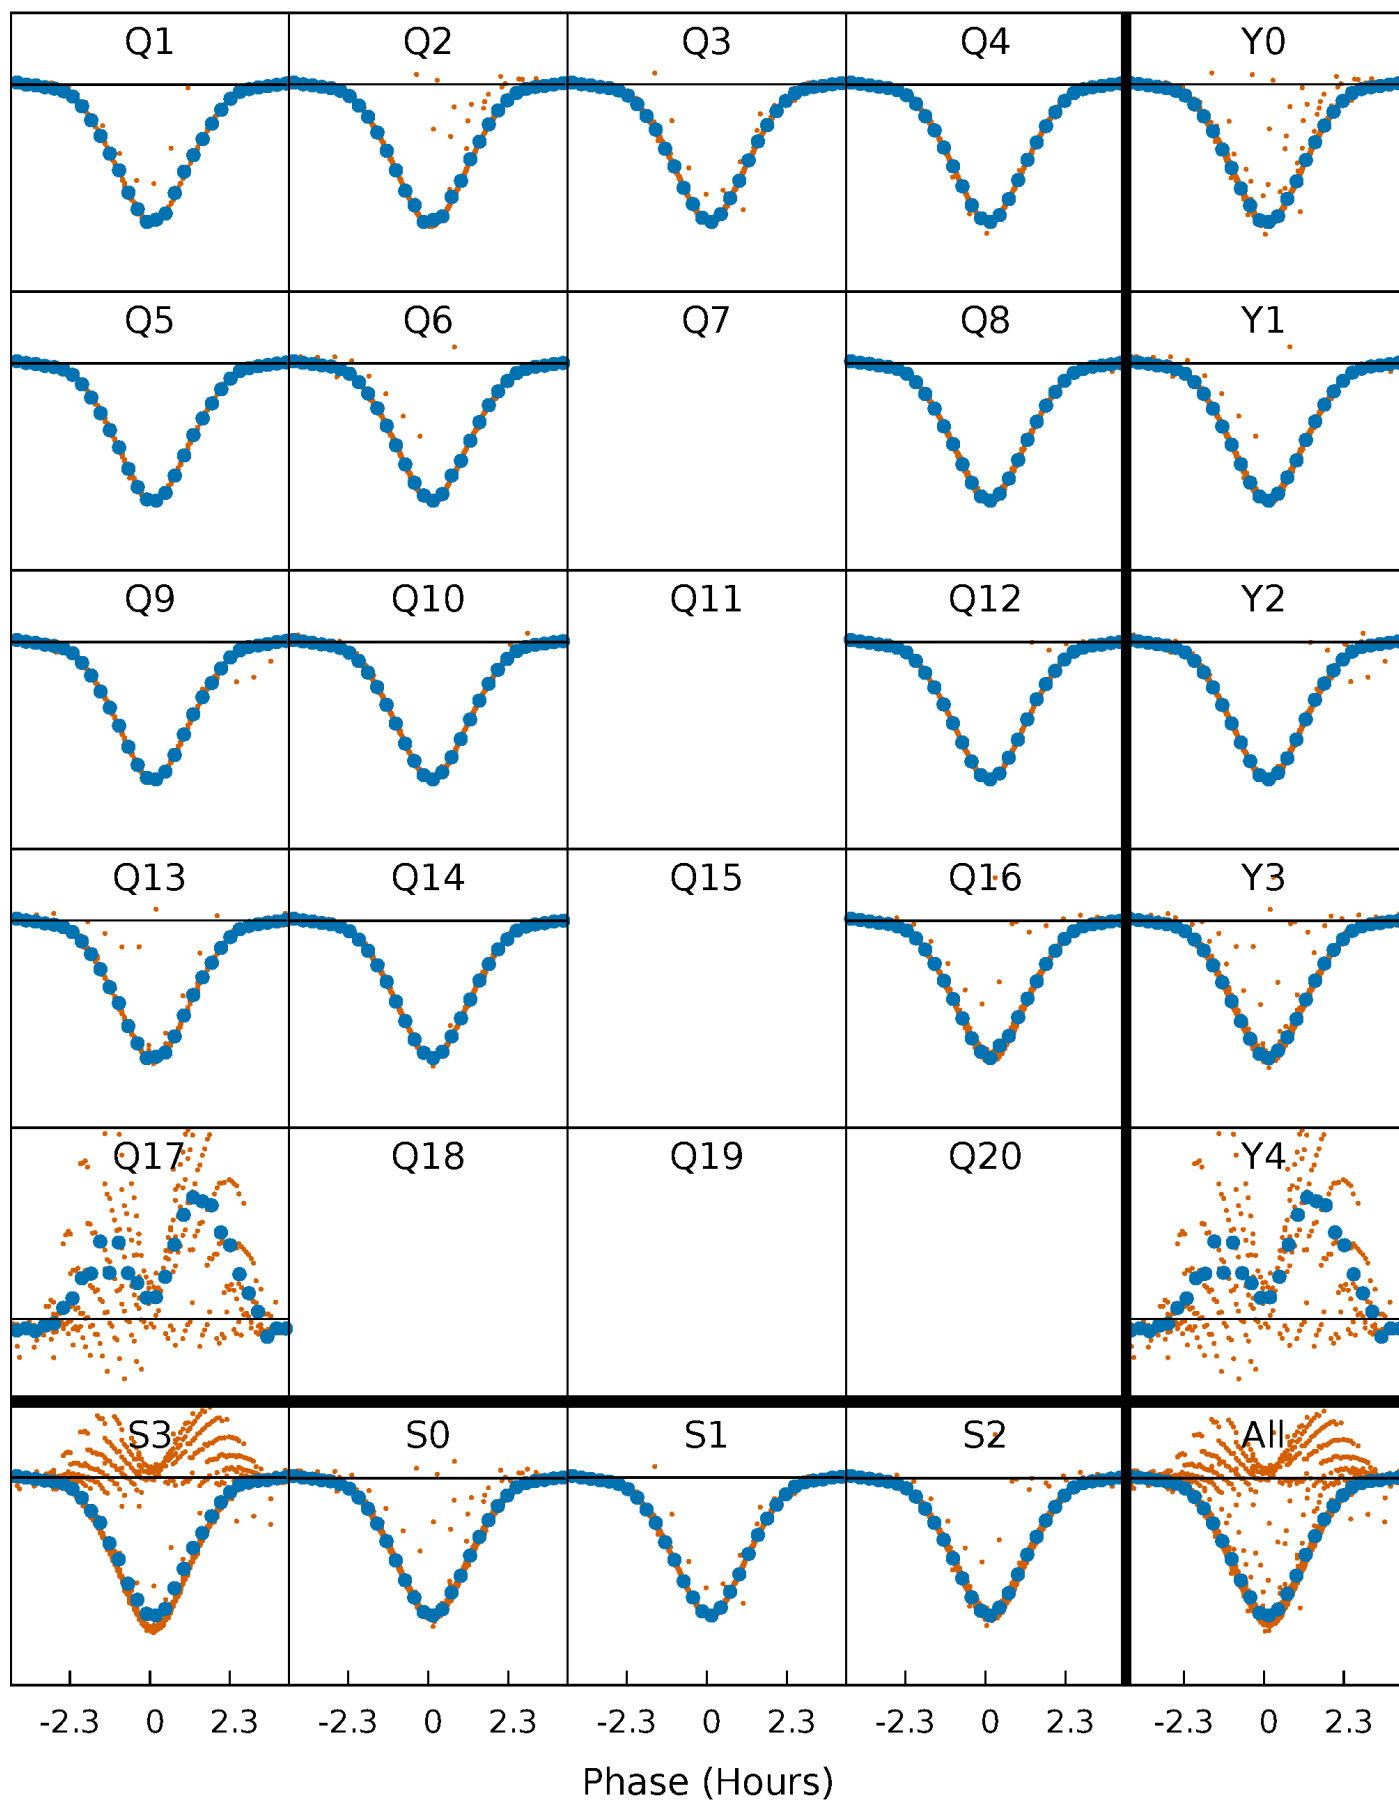 Q1 Q2 Q3 Q4 Y0
Q5 Q6 Q7 Q8 Y1
Q9 Q10 Q11 Q12 Y2
Q13 Q14 Q15 Q16 Y3
Q17 Q18 Q19 Q20 Y4
S3 S0 S1 S2 All
-2.3 0 2.3 -2.3 0 2.3 -2.3 0 2.3 -2.3 0 2.3 -2.3 0 2.3
Phase (Hours)